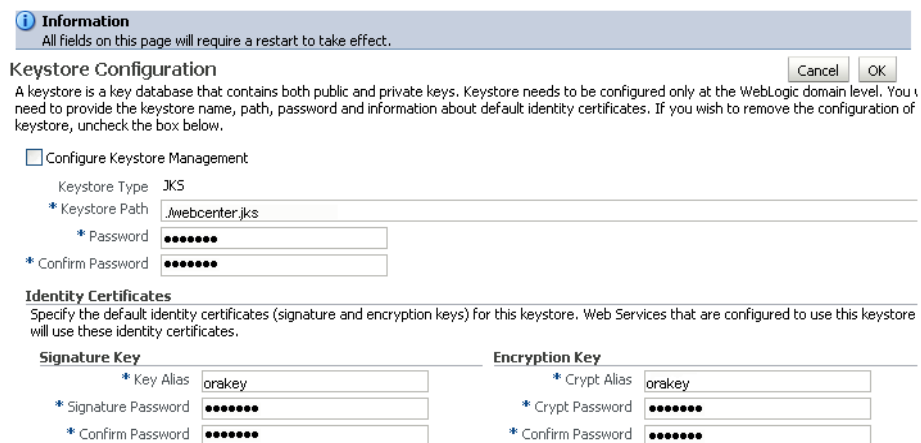 Information
All fields on this page will require a restart to take effect.
Keystore Configuration
Cancel
OK
A keystore is a key database that contains both public and private keys. Keystore needs to be configured only at the WebLogic domain level. You
need to provide the keystore name, path, password and information about default identity certificates. If you wish to remove the configuration of
keystore, uncheck the box below.
Configure Keystore Management
Keystore Type JKS
* Keystore Path ./webcenter.jks
* Password •••••••
* Confirm Password •••••••
Identity Certificates
Specify the default identity certificates (signature and encryption keys) for this keystore. Web Services that are configured to use this keystore
will use these identity certificates.
Signature Key
* Key Alias orakey
* Signature Password •••••••
* Confirm Password •••••••
Encryption Key
* Crypt Alias orakey
* Crypt Password •••••••
* Confirm Password •••••••